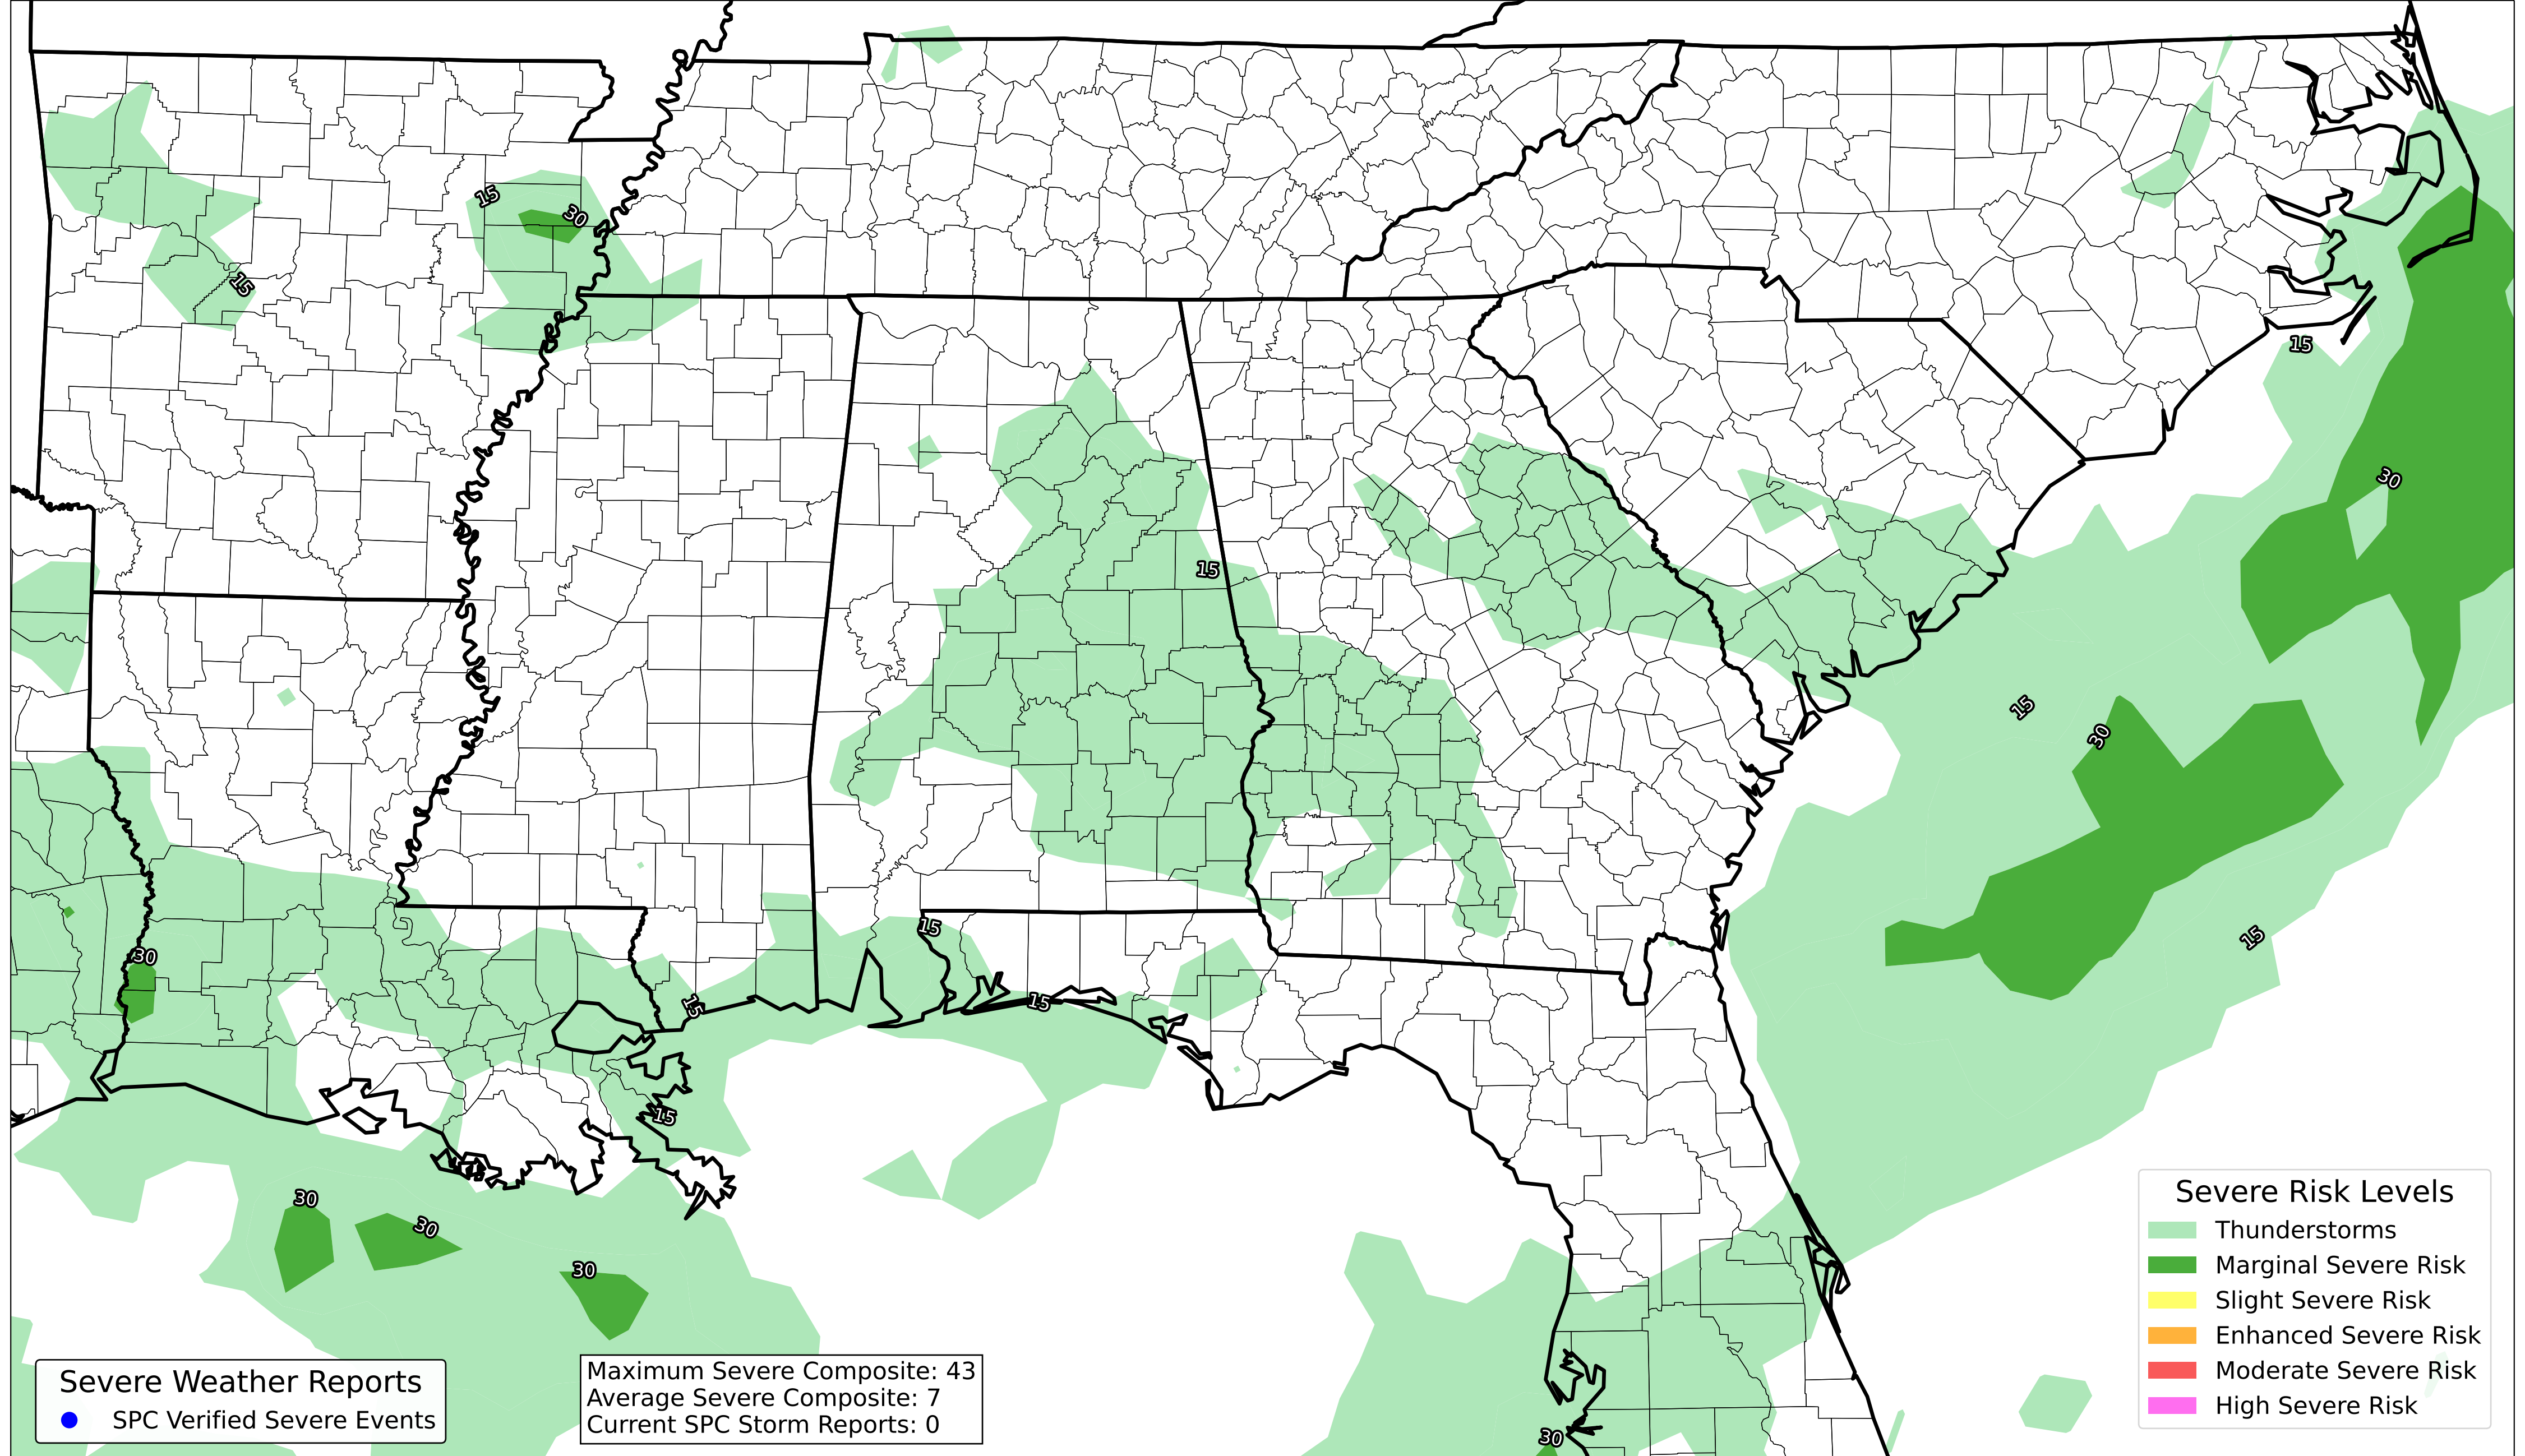 15
30
15
15
30
15
15
30
15
30
15
15
15
15
30
30
30
30
Severe Risk Levels
Thunderstorms
Marginal Severe Risk
Slight Severe Risk
Enhanced Severe Risk
Moderate Severe Risk
High Severe Risk
Severe Weather Reports
SPC Verified Severe Events
Maximum Severe Composite: 43
Average Severe Composite: 7
Current SPC Storm Reports: 0